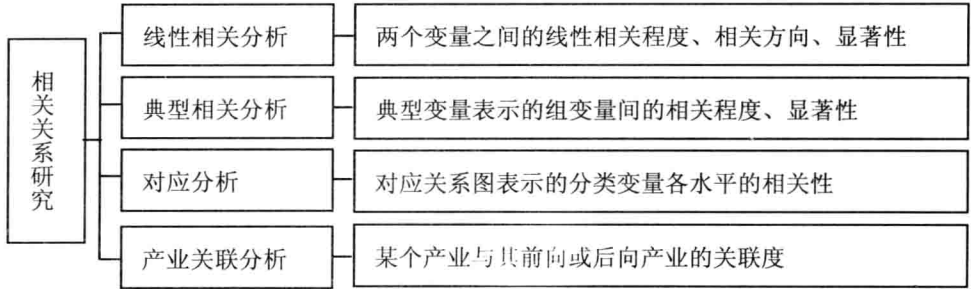 相关关系研究
线性相关分析
两个变量之间的线性相关程度、相关方向、显著性
典型相关分析
典型变量表示的组变量间的相关程度、显著性
对应分析
对应关系图表示的分类变量各水平的相关性
产业关联分析
某个产业与其前向或后向产业的关联度